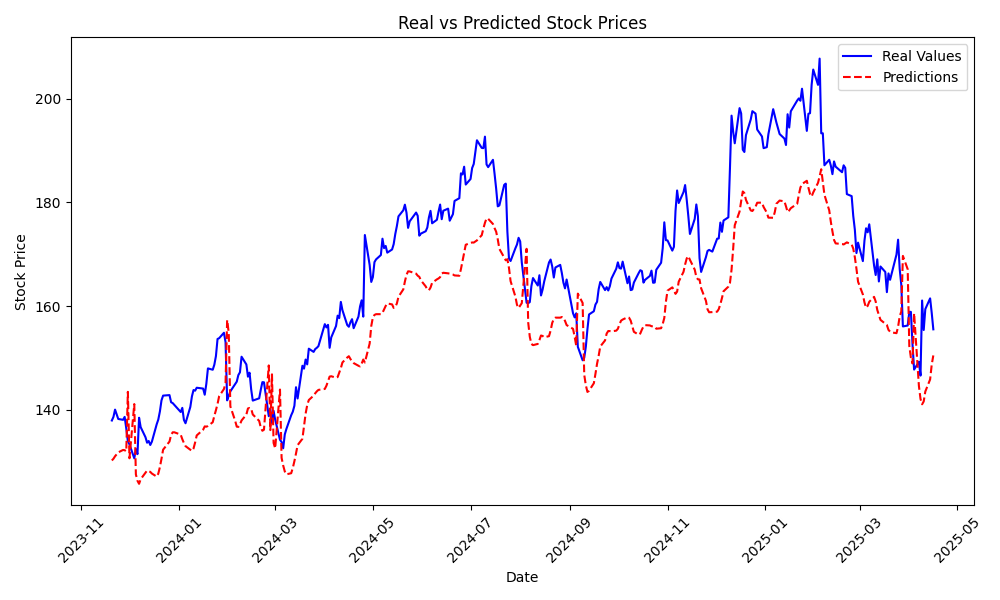 Real vs Predicted Stock Prices
Real Values
Predictions
Stock Price
200
180
160
140
2023-11
2024-01
2024-03
2024-05
2024-07
2024-09
2024-11
2025-01
2025-03
2025-05
Date